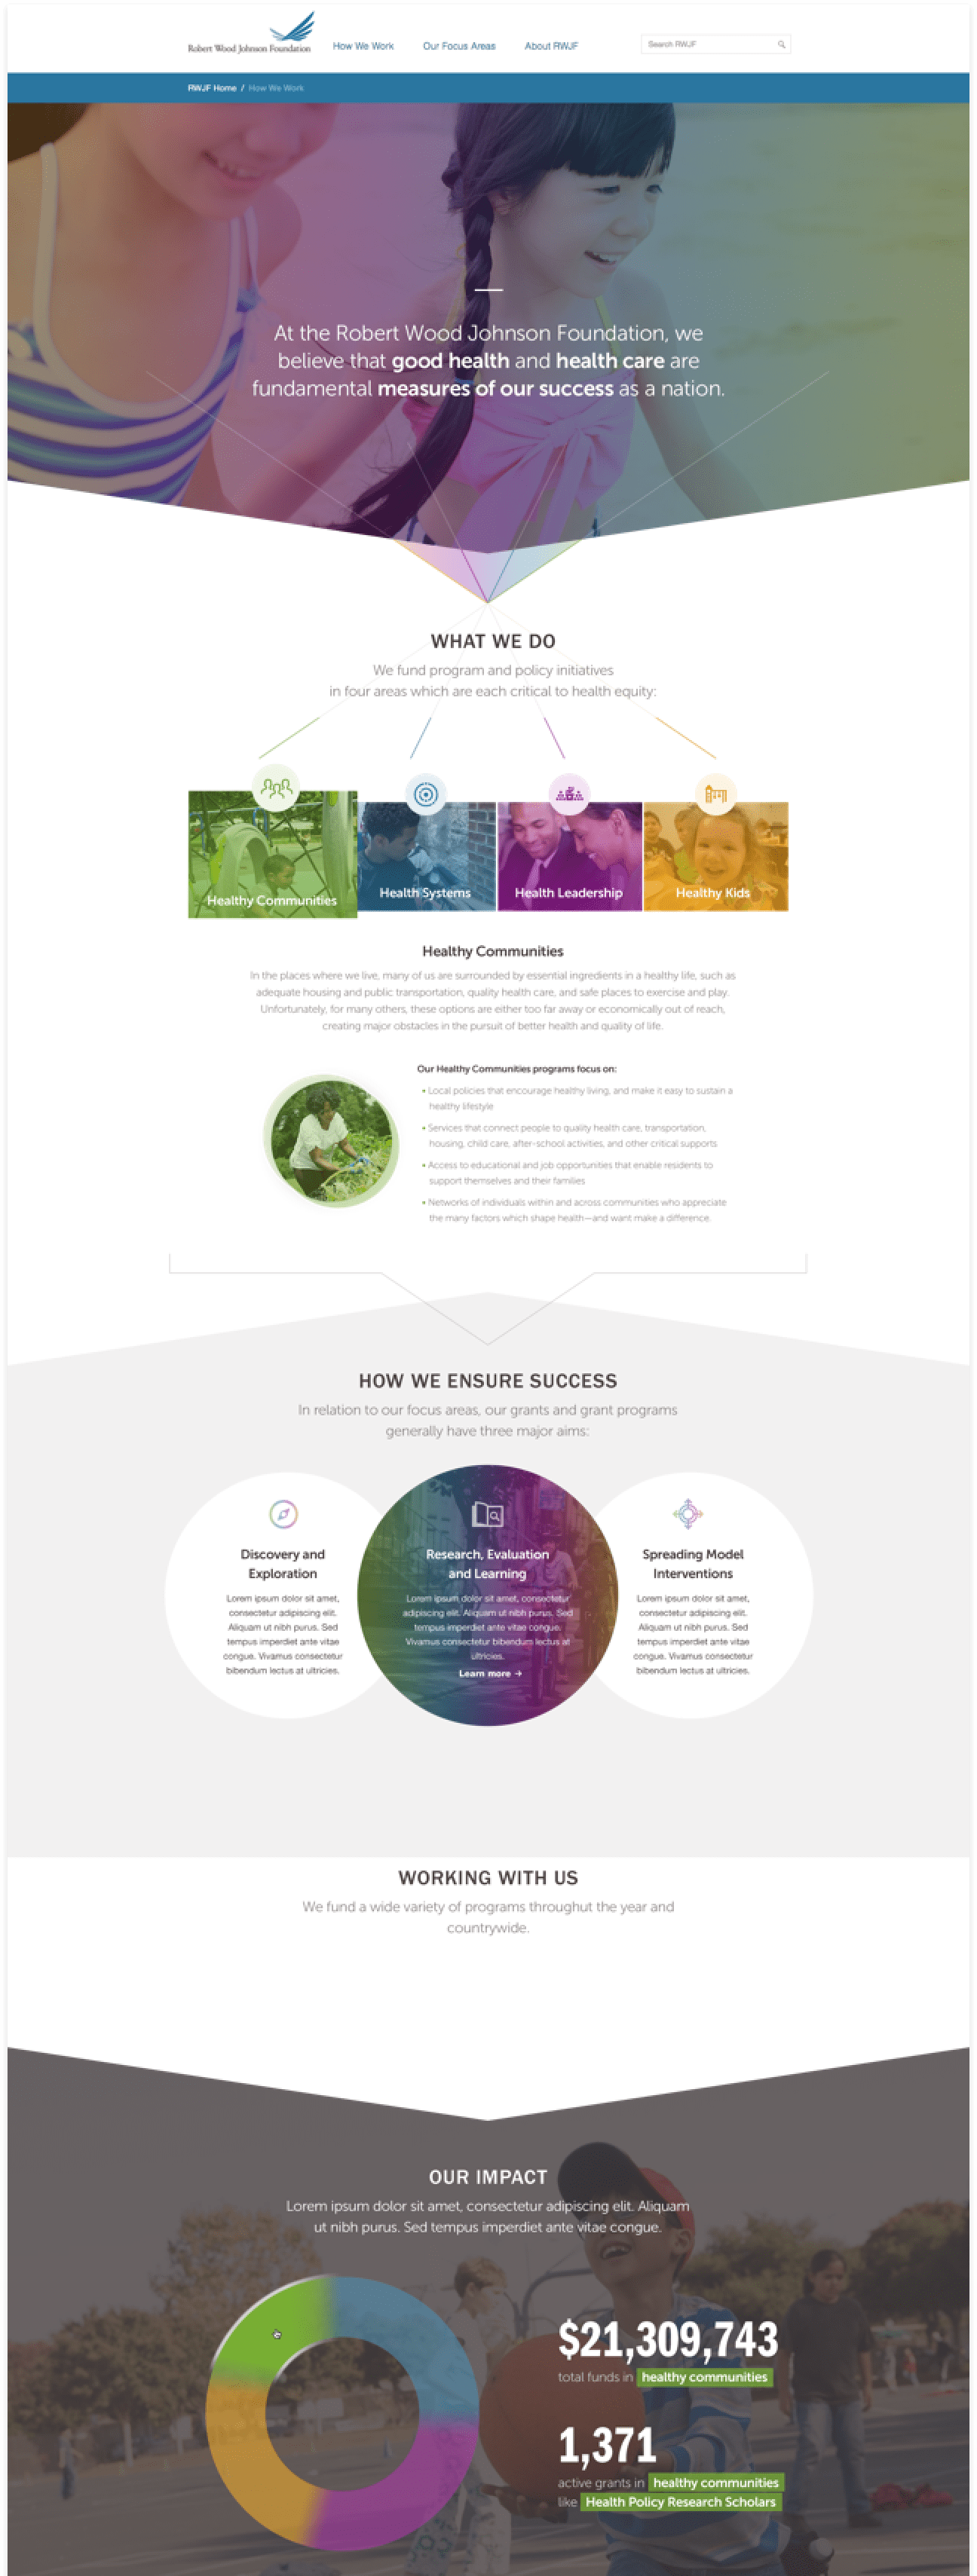 Robert Wood Johnson Foundation
How We Work
Our Focus Areas
About RWJF
Search RWJF
RWJF Home / How We Work
At the Robert Wood Johnson Foundation, we
believe that good health and health care are
fundamental measures of our success as a nation.
WHAT WE DO
We fund program and policy initiatives
in four areas which are each critical to health equity:
Healthy Communities
Health Systems
Health Leadership
Healthy Kids
Healthy Communities
In the places where we live, many of us are surrounded by essential ingredients in a healthy life, such as
adequate housing and public transportation, quality health care, and safe places to exercise and play.
Unfortunately, for many others, these options are either too far away or economically out of reach,
creating major obstacles in the pursuit of better health and quality of life.
Our Healthy Communities programs focus on:
• Local policies that encourage healthy living, and make it easy to sustain a
healthy lifestyle
• Services that connect people to quality health care, transportation,
housing, child care, after-school activities, and other critical supports
• Access to educational and job opportunities that enable residents to
support themselves and their families
• Networks of individuals within and across communities who appreciate
the many factors which shape health—and want make a difference.
HOW WE ENSURE SUCCESS
In relation to our focus areas, our grants and grant programs
generally have three major aims:
Discovery and
Exploration
Lorem ipsum dolor sit amet,
consectetur adipiscing elit.
Aliquam ut nibh purus. Sed
tempus imperdiet ante vitae
congue. Vivamus consectetur
bibendum lectus at ultricies.
Research, Evaluation
and Learning
Lorem ipsum dolor sit amet, consectetur
adipiscing elit. Aliquam ut nibh purus. Sed
tempus imperdiet ante vitae congue.
Vivamus consectetur bibendum lectus at
ultricies.
Learn more →
Spreading Model
Interventions
Lorem ipsum dolor sit amet,
consectetur adipiscing elit.
Aliquam ut nibh purus. Sed
tempus imperdiet ante vitae
congue. Vivamus consectetur
bibendum lectus at ultricies.
WORKING WITH US
We fund a wide variety of programs throughut the year and
countrywide.
OUR IMPACT
Lorem ipsum dolor sit amet, consectetur adipiscing elit. Aliquam
ut nibh purus. Sed tempus imperdiet ante vitae congue.
$21,309,743
total funds in healthy communities
1,371
active grants in healthy communities
like Health Policy Research Scholars